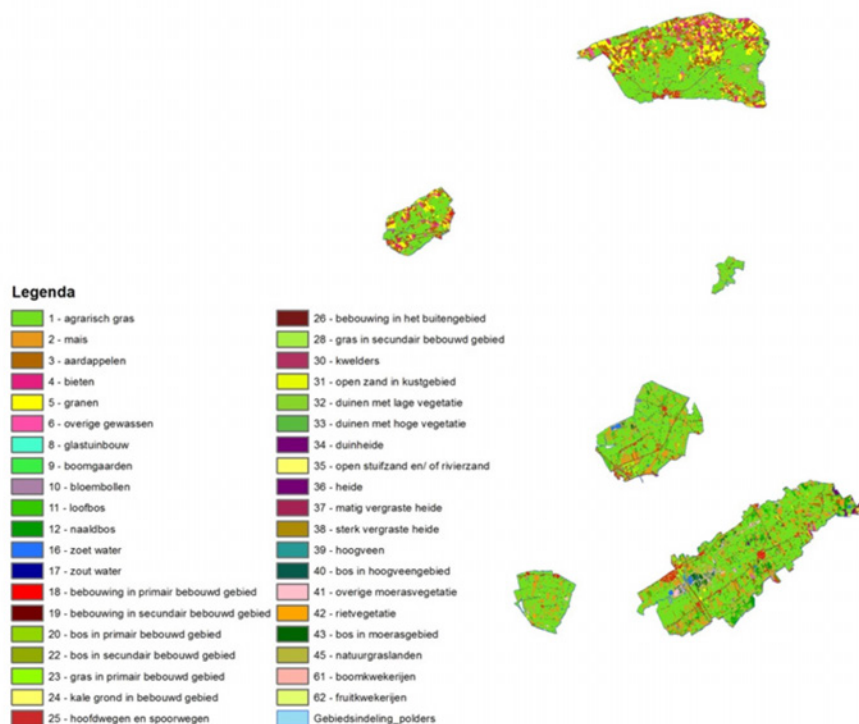 Legenda
1 - agrarisch gras
2 - mais
3 - aardappelen
4 - bieten
5 - granen
6 - overige gewassen
8 - glastuinbouw
9 - boomgaarden
10 - bloembollen
11 - loofbos
12 - naaldbos
16 - zoet water
17 - zout water
18 - bebouwing in primair bebouwd gebied
19 - bebouwing in secundair bebouwd gebied
20 - bos in primair bebouwd gebied
22 - bos in secundair bebouwd gebied
23 - gras in primair bebouwd gebied
24 - kale grond in bebouwd gebied
25 - hoofdwegen en spoorwegen
26 - bebouwing in het buitengebied
28 - gras in secundair bebouwd gebied
30 - kwelders
31 - open zand in kustgebied
32 - duinen met lage vegetatie
33 - duinen met hoge vegetatie
34 - duinheide
35 - open stuifzand en/ of rivierzand
36 - heide
37 - matig vergraste heide
38 - sterk vergraste heide
39 - hoogveen
40 - bos in hoogveengebied
41 - overige moerasvegetatie
42 - rietvegetatie
43 - bos in moerasgebied
45 - natuurgraslanden
61 - boomkwekerijen
62 - fruitkwekerijen
Gebiedsindeling_polders